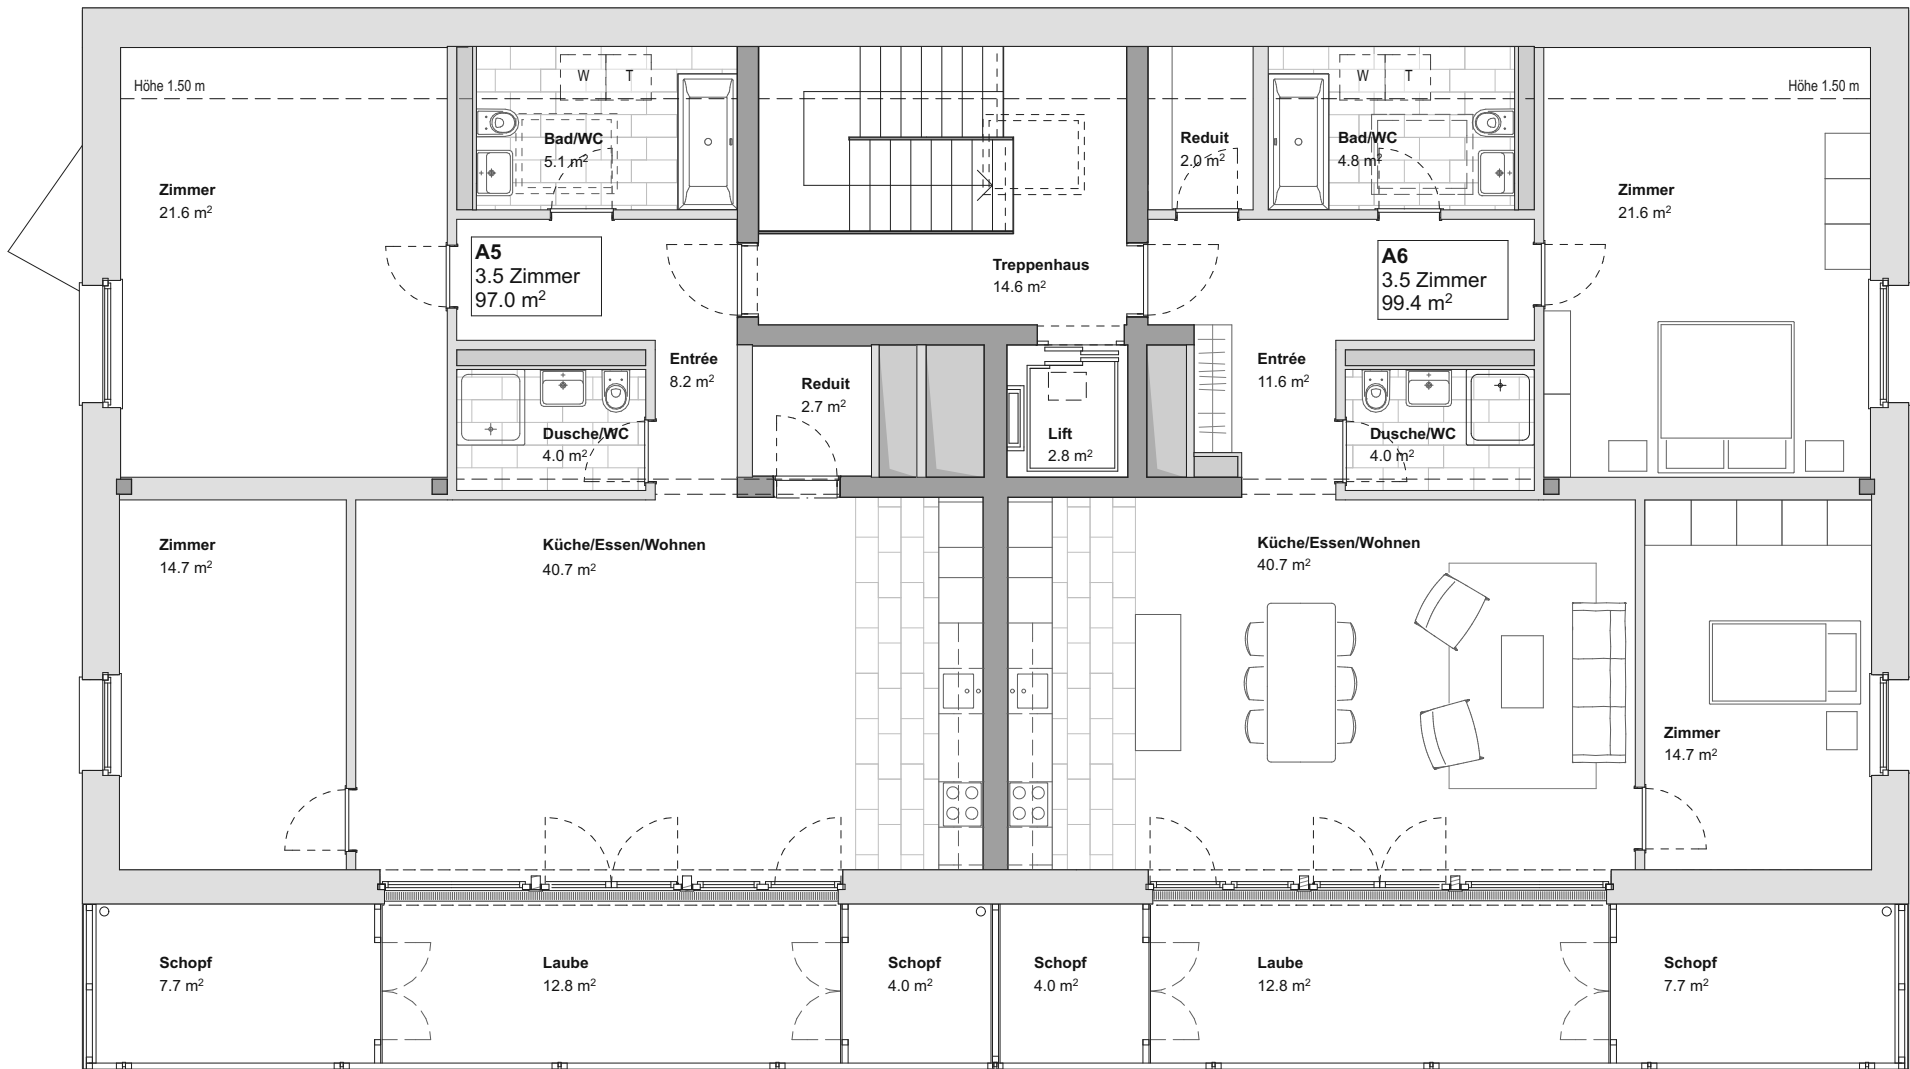 Höhe 1.50 m
W
T
Bad/WC
5.1 m²
Reduit
2.0 m²
W
T
Bad/WC
4.8 m²
Höhe 1.50 m
Zimmer
21.6 m²
Zimmer
21.6 m²
A5
3.5 Zimmer
97.0 m²
Treppenhaus
14.6 m²
A6
3.5 Zimmer
99.4 m²
Entrée
8.2 m²
Reduit
2.7 m²
Entrée
11.6 m²
Dusche/WC
4.0 m²
Lift
2.8 m²
Dusche/WC
4.0 m²
Zimmer
14.7 m²
Küche/Essen/Wohnen
40.7 m²
Küche/Essen/Wohnen
40.7 m²
Zimmer
14.7 m²
Schopf
7.7 m²
Laube
12.8 m²
Schopf
4.0 m²
Schopf
4.0 m²
Laube
12.8 m²
Schopf
7.7 m²